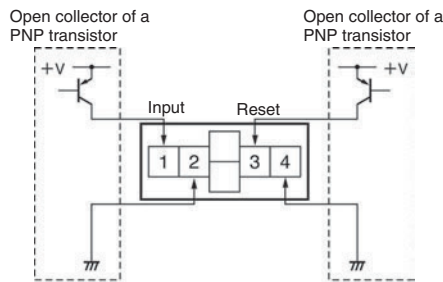 Open collector of a
PNP transistor
Open collector of a
PNP transistor
+V
+V
Input
Reset
1 2 3 4